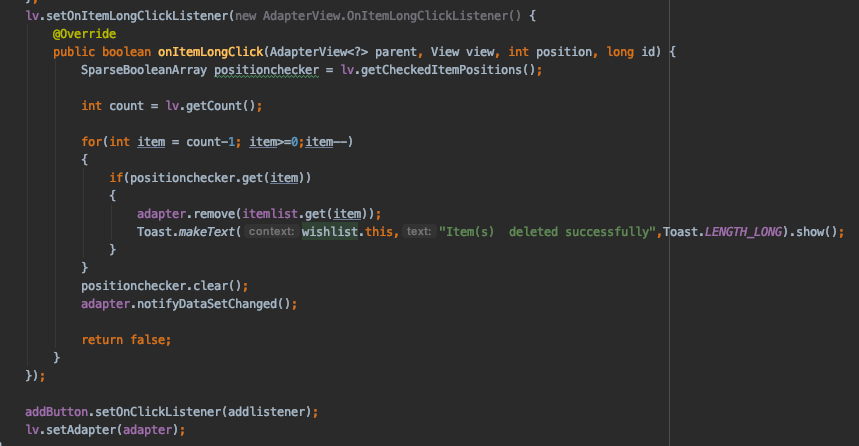 };
lv.setOnItemLongClickListener(new AdapterView.OnItemLongClickListener() {
@Override
public boolean onItemLongClick(AdapterView<?> parent, View view, int position, long id) {
SparseBooleanArray positionchecker = lv.getCheckedItemPositions();
int count = lv.getCount();
for(int item = count-1; item>=0;item--)
{
if(positionchecker.get(item))
{
adapter.remove(itemlist.get(item));
Toast.makeText( context: wishlist.this, text: "Item(s)  deleted successfully",Toast.LENGTH_LONG).show();
}
}
positionchecker.clear();
adapter.notifyDataSetChanged();
return false;
}
});
addButton.setOnClickListener(addlistener);
lv.setAdapter(adapter);